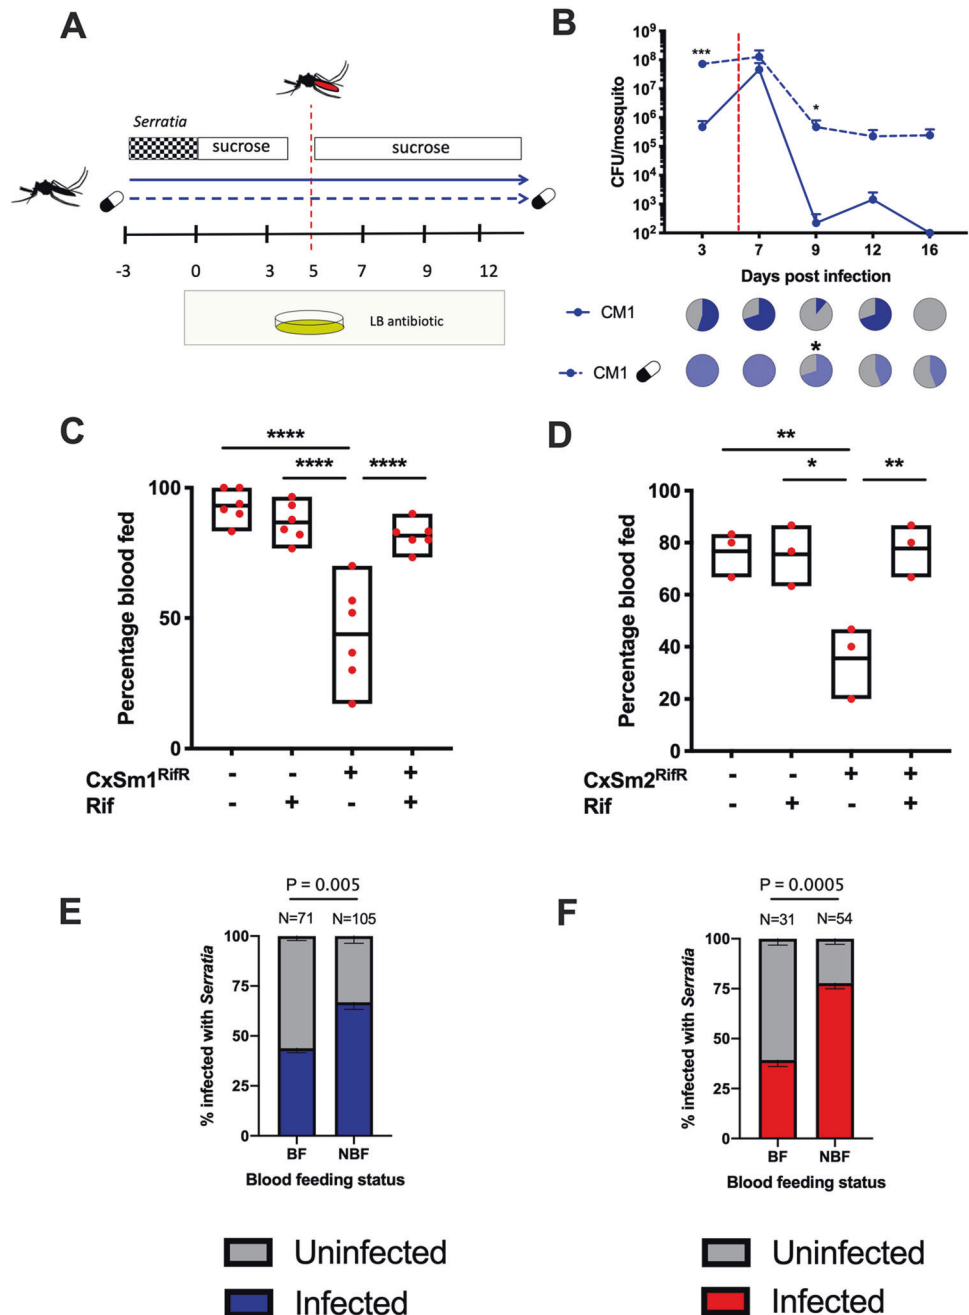 A
Serratia
sucrose
sucrose
-3 0 3 5 7 9 12
LB antibiotic
B
10⁹
10⁸
10⁷
10⁶
10⁵
10⁴
10³
10²
CFU/mosquito
***
*
3 7 9 12 16
Days post infection
CM1
*
CM1
C
****
**** ****
100
50
0
Percentage blood fed
CxSm1RifR - - + +
Rif - + - +
D
**
* **
100
80
60
40
20
0
Percentage blood fed
CxSm2RifR - - + +
Rif - + - +
E
P = 0.005
N=71 N=105
100
75
50
25
0
% infected with Serratia
BF NBF
Blood feeding status
Uninfected
Infected
F
P = 0.0005
N=31 N=54
100
75
50
25
0
% infected with Serratia
BF NBF
Blood feeding status
Uninfected
Infected